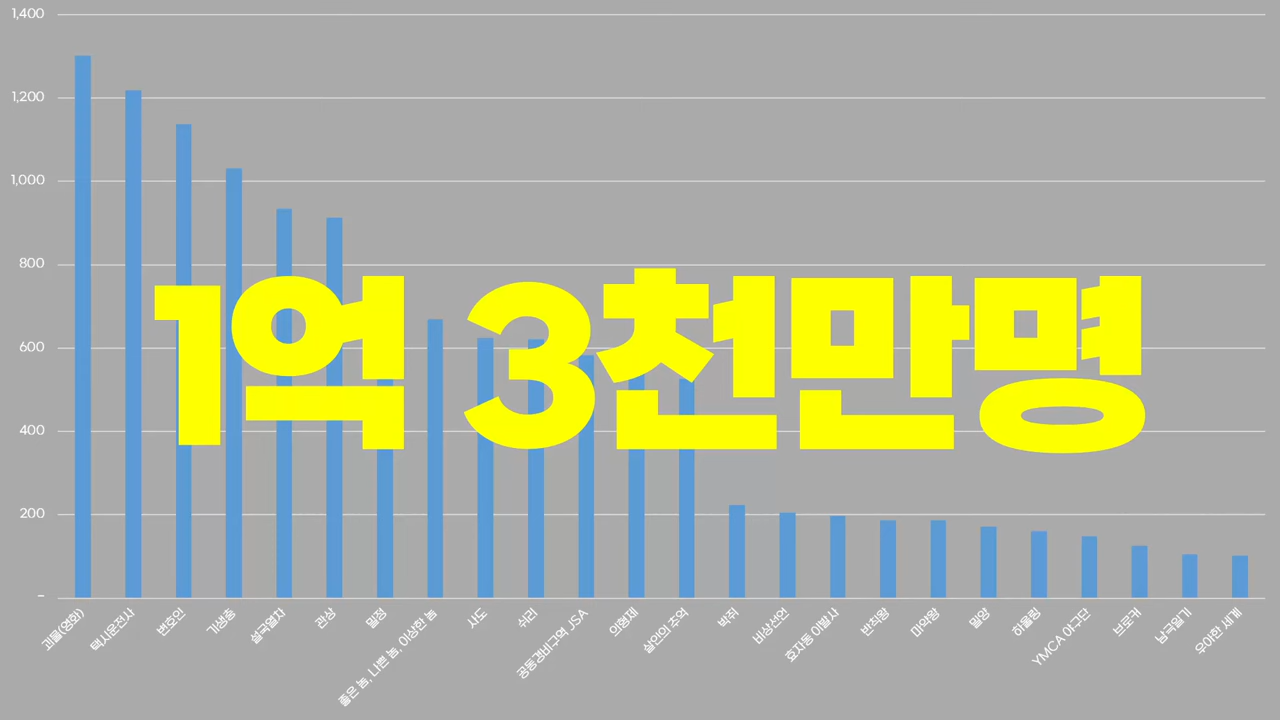 1,400
1,200
1,000
800
600
400
200
-
1억 3천만명
괴물(영화)
택시운전사
변호인
기생충
설국열차
관상
밀정
좋은 놈, 나쁜 놈, 이상한 놈
사도
쉬리
공동경비구역 JSA
의형제
살인의 추억
박쥐
비상선언
효자동 이발사
반칙왕
마약왕
밀양
하울링
YMCA 야구단
브로커
남극일기
우아한 세계